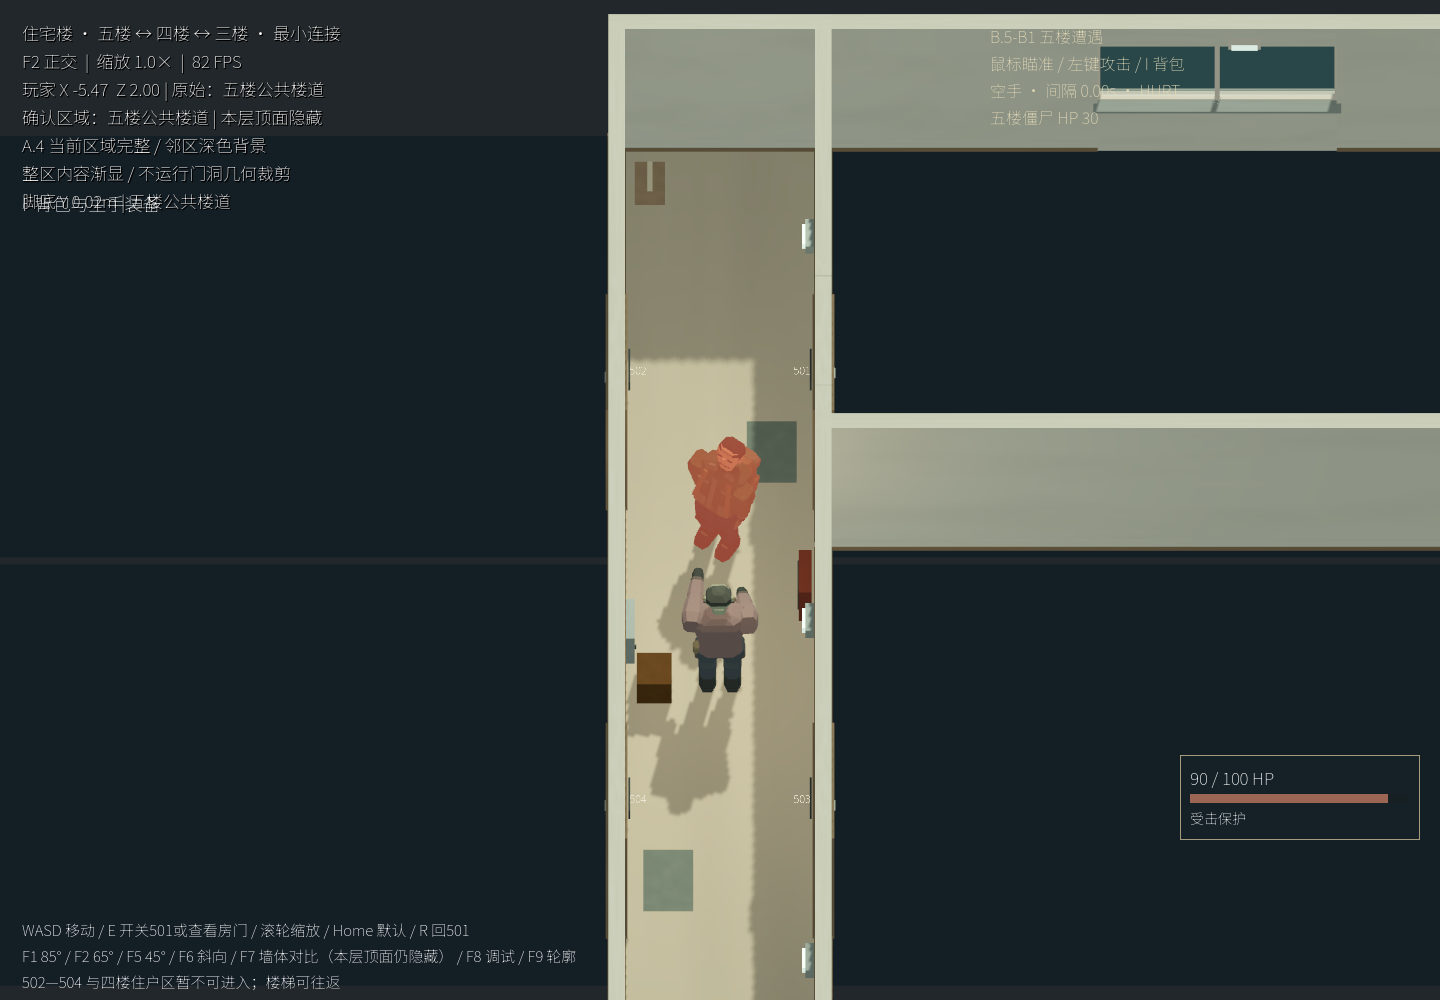 住宅楼 · 五楼 ↔ 四楼 ↔ 三楼 · 最小连接
F2 正交 | 缩放 1.0× | 82 FPS
玩家 X -5.47 Z 2.00 | 原始：五楼公共楼道
确认区域：五楼公共楼道 | 本层顶面隐藏
A.4 当前区域完整 / 邻区深色背景
整区内容渐显 / 不运行门洞几何裁剪
五楼公共楼道
B.5-B1 五楼遭遇
鼠标瞄准 / 左键攻击 / I 背包
空手 · 间隔 0.00s · HURT
五楼僵尸 HP 30
502
501
504
503
90 / 100 HP
受击保护
WASD 移动 / E 开关501或查看房门 / 滚轮缩放 / Home 默认 / R 回501
F1 85° / F2 65° / F5 45° / F6 斜向 / F7 墙体对比（本层顶面仍隐藏） / F8 调试 / F9 轮廓
502—504 与四楼住户区暂不可进入；楼梯可往返